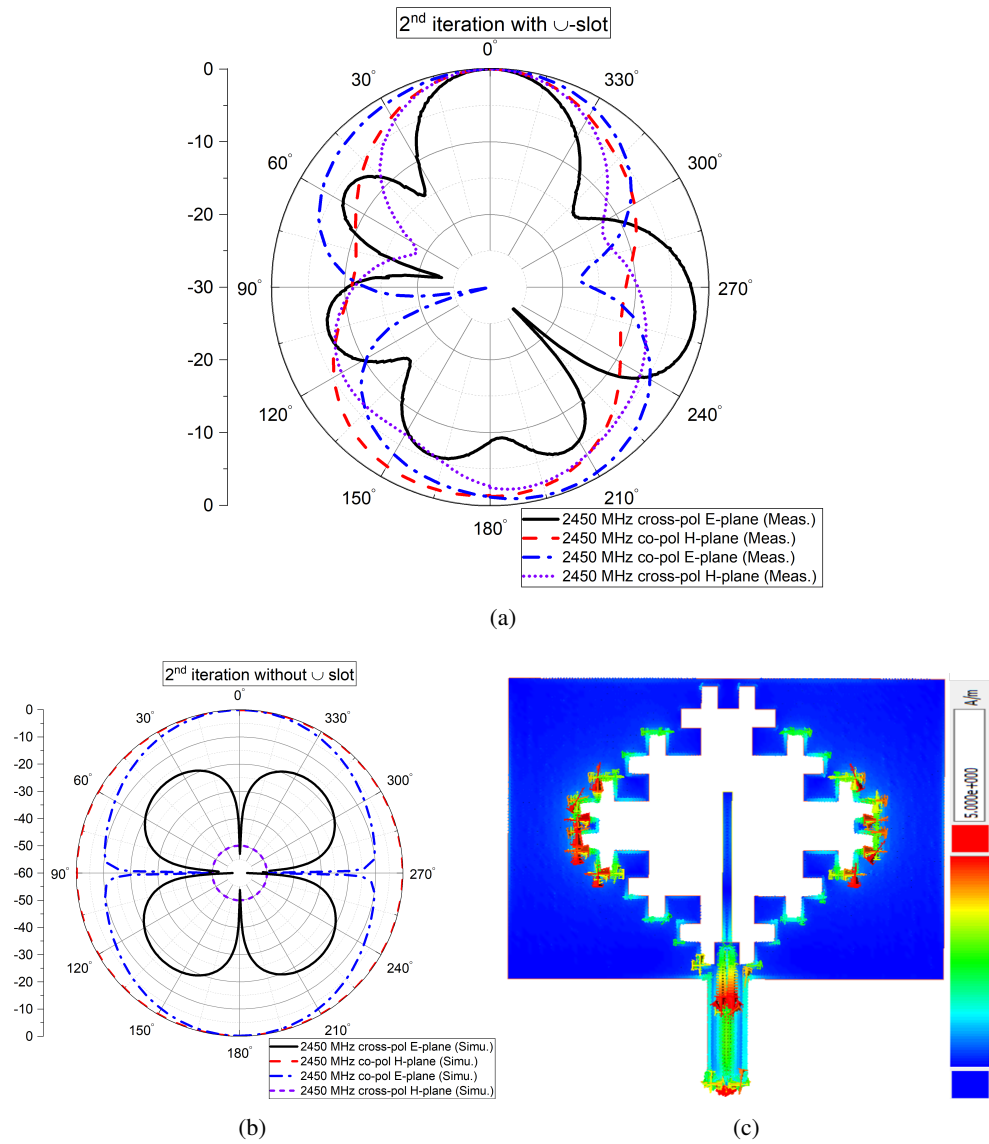 2nd iteration with ∪-slot
0°
30°
330°
60°
300°
90°
270°
120°
240°
150°
210°
180°
0
-10
-20
-30
-20
-10
0
2450 MHz cross-pol E-plane (Meas.)
2450 MHz co-pol H-plane (Meas.)
2450 MHz co-pol E-plane (Meas.)
2450 MHz cross-pol H-plane (Meas.)
(a)
2nd iteration without ∪ slot
0°
30°
330°
60°
300°
90°
270°
120°
240°
150°
210°
180°
0
-10
-20
-30
-40
-50
-60
-50
-40
-30
-20
-10
0
2450 MHz cross-pol E-plane (Simu.)
2450 MHz co-pol H-plane (Simu.)
2450 MHz co-pol E-plane (Simu.)
2450 MHz cross-pol H-plane (Simu.)
(b)
A/m
5.000e+000
(c)